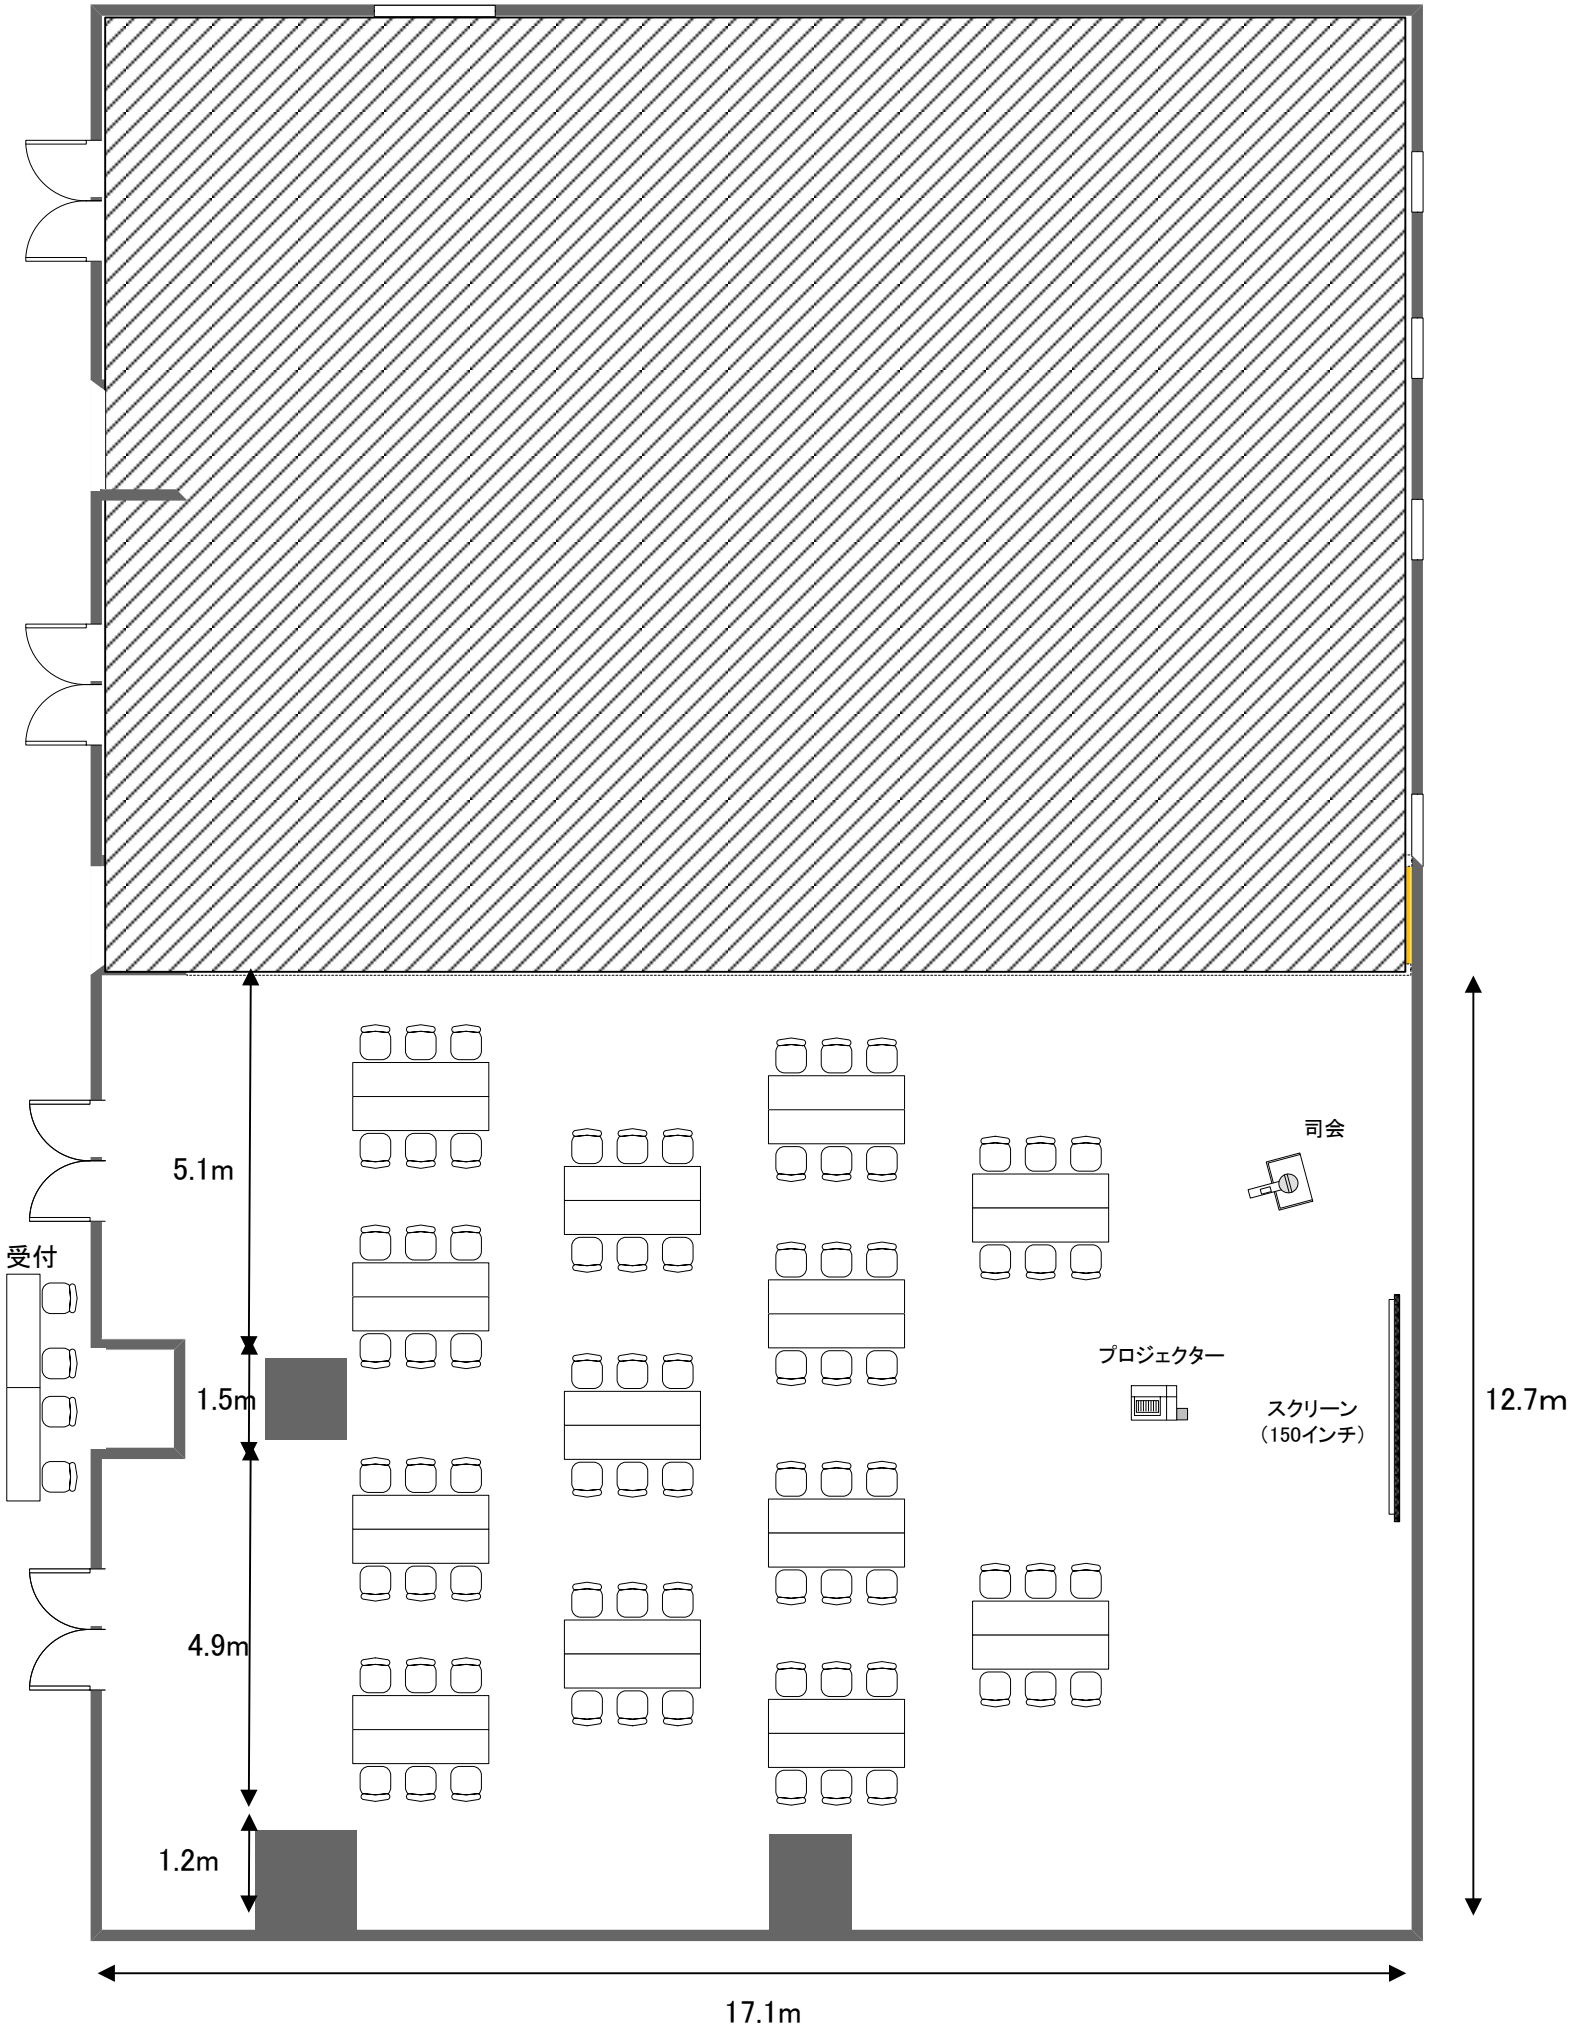 司会
5.1m
受付
プロジェクター
1.5m
スクリーン
（150インチ）
12.7m
4.9m
1.2m
17.1m